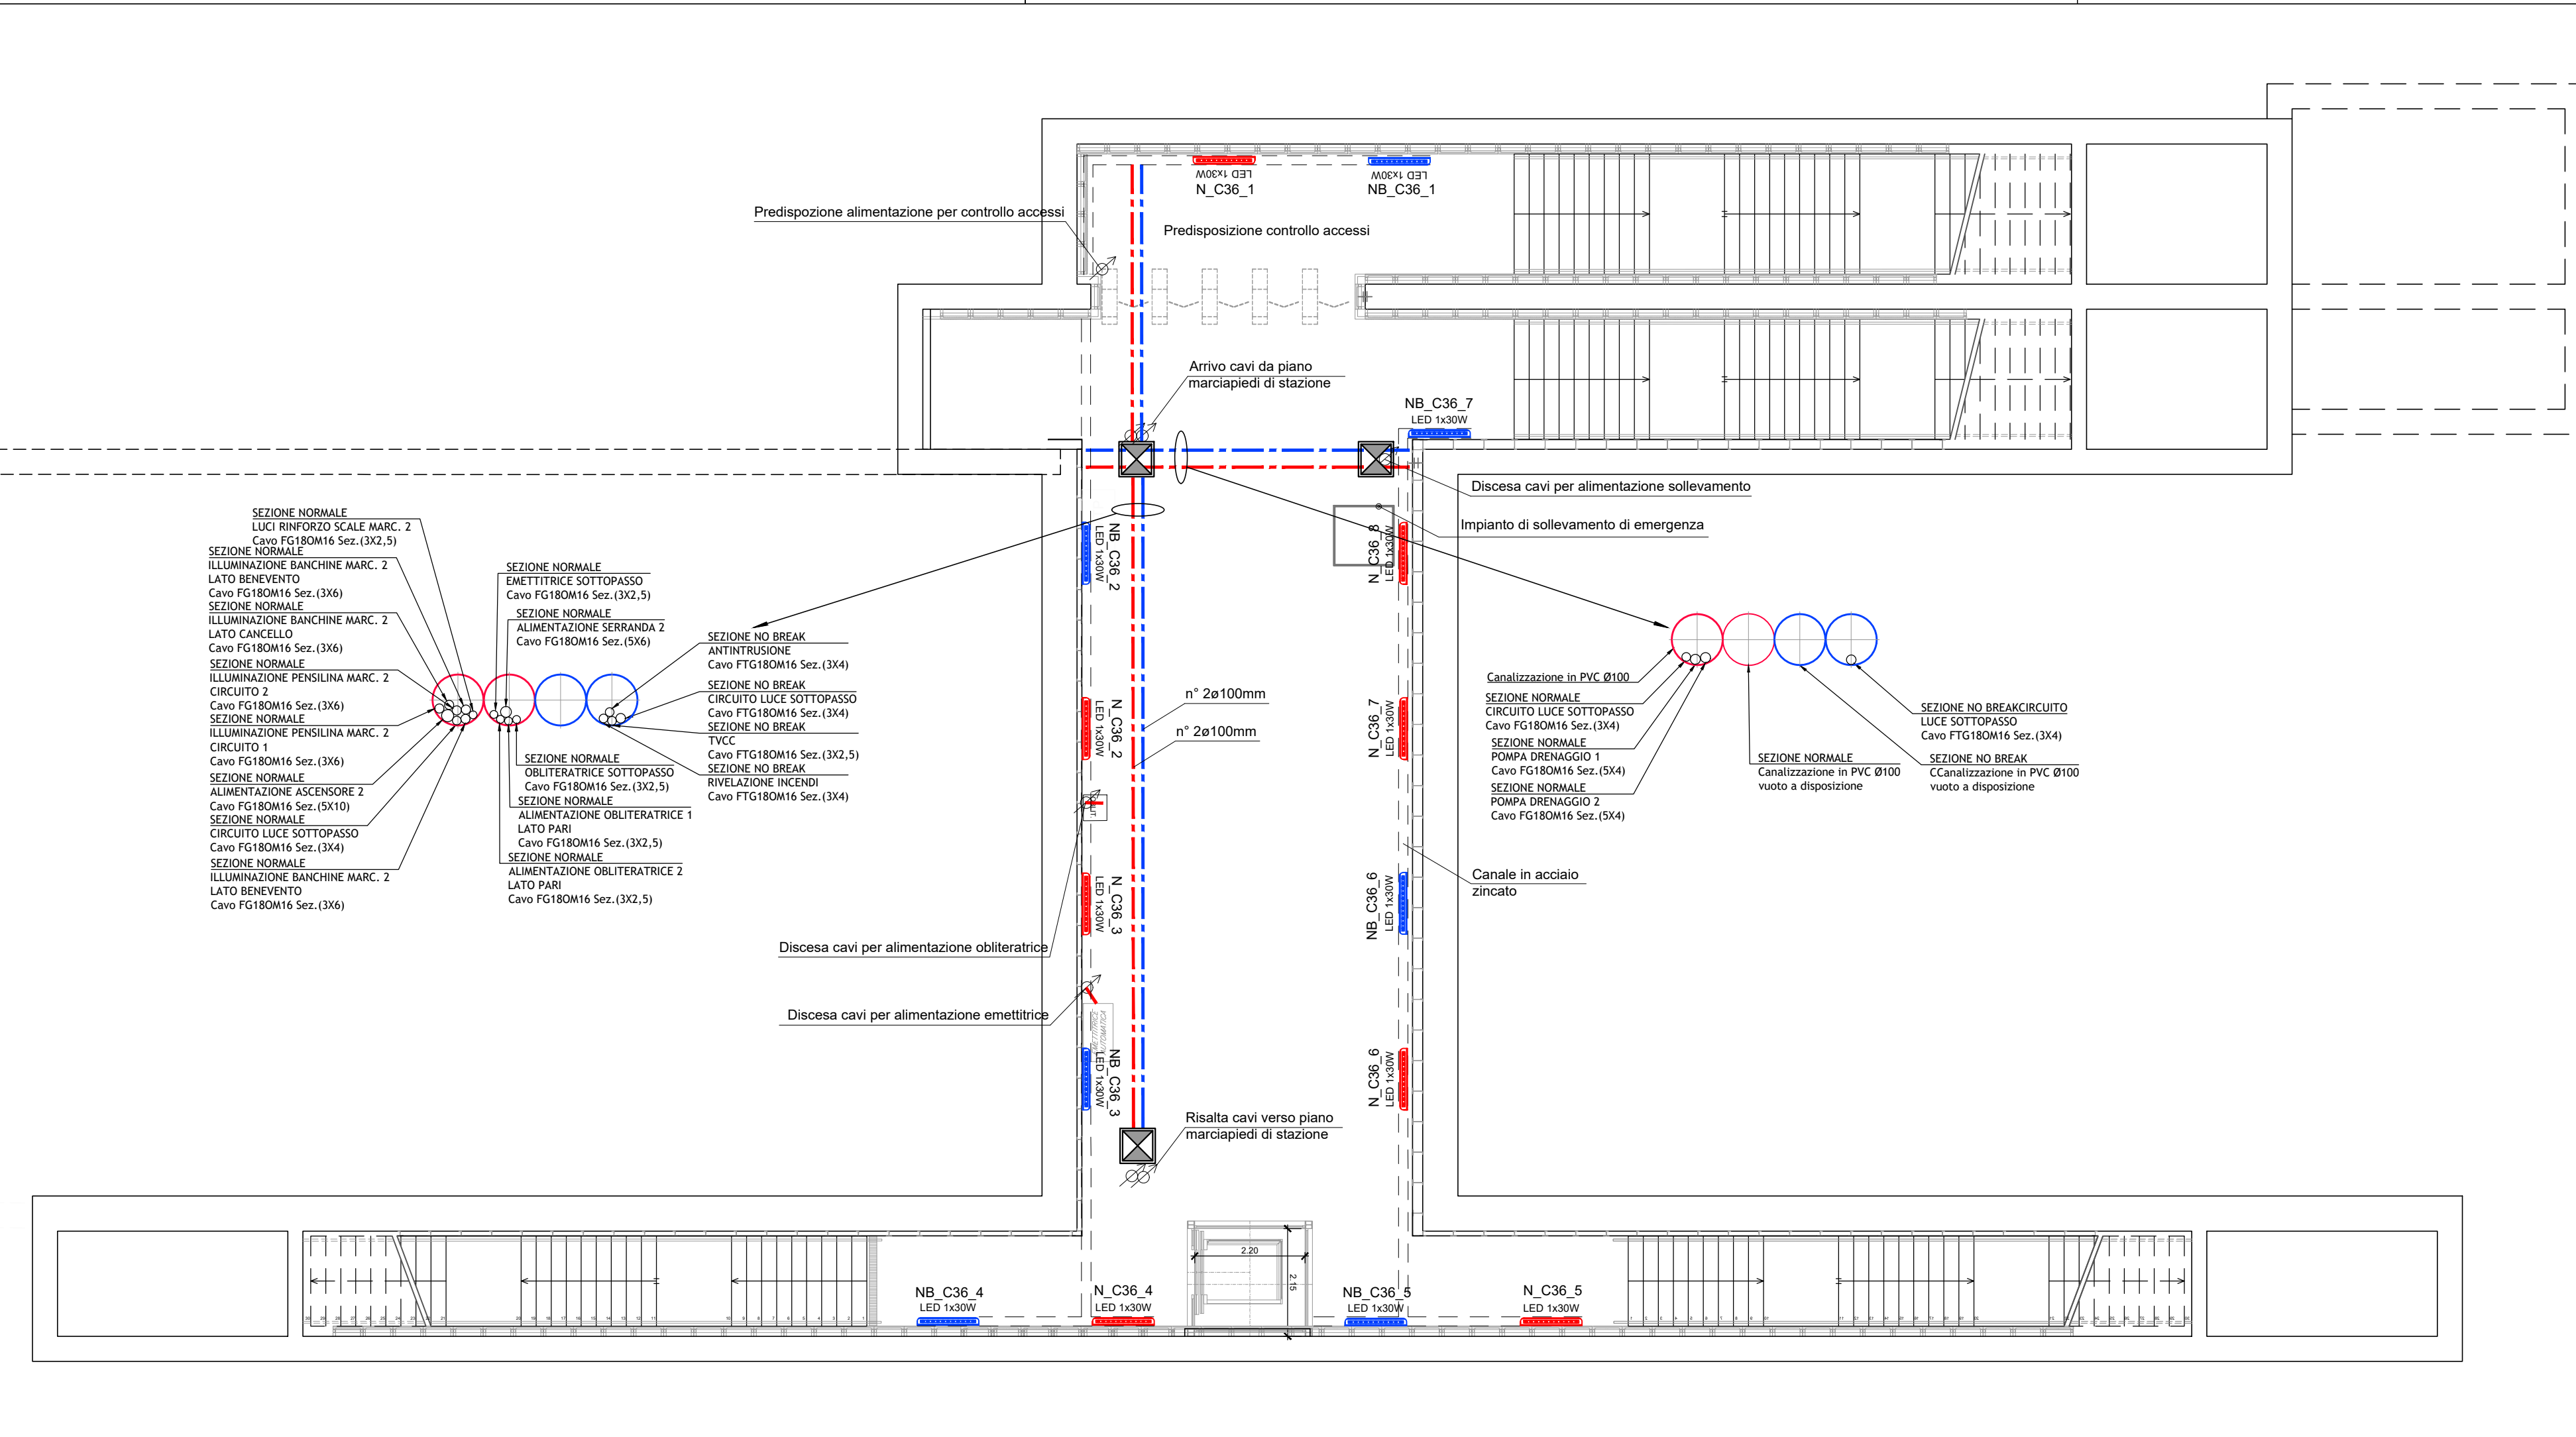 LED 1x30W
N_C36_1
LED 1x30W
NB_C36_1
Predispozione alimentazione per controllo accessi
Predisposizione controllo accessi
Arrivo cavi da piano
marciapiedi di stazione
NB_C36_7
LED 1x30W
Discesa cavi per alimentazione sollevamento
Impianto di sollevamento di emergenza
NB_C36_2
LED 1x30W
N_C36_8
LED 1x30W
SEZIONE NORMALE
LUCI RINFORZO SCALE MARC. 2
Cavo FG18OM16 Sez.(3X2,5)
SEZIONE NORMALE
ILLUMINAZIONE BANCHINE MARC. 2
LATO BENEVENTO
Cavo FG18OM16 Sez.(3X6)
SEZIONE NORMALE
ILLUMINAZIONE BANCHINE MARC. 2
LATO CANCELLO
Cavo FG18OM16 Sez.(3X6)
SEZIONE NORMALE
ILLUMINAZIONE PENSILINA MARC. 2
CIRCUITO 2
Cavo FG18OM16 Sez.(3X6)
SEZIONE NORMALE
ILLUMINAZIONE PENSILINA MARC. 2
CIRCUITO 1
Cavo FG18OM16 Sez.(3X6)
SEZIONE NORMALE
ALIMENTAZIONE ASCENSORE 2
Cavo FG18OM16 Sez.(5X10)
SEZIONE NORMALE
CIRCUITO LUCE SOTTOPASSO
Cavo FG18OM16 Sez.(3X4)
SEZIONE NORMALE
ILLUMINAZIONE BANCHINE MARC. 2
LATO BENEVENTO
Cavo FG18OM16 Sez.(3X6)
SEZIONE NORMALE
EMETTITRICE SOTTOPASSO
Cavo FG18OM16 Sez.(3X2,5)
SEZIONE NORMALE
ALIMENTAZIONE SERRANDA 2
Cavo FG18OM16 Sez.(5X6)
SEZIONE NORMALE
OBLITERATRICE SOTTOPASSO
Cavo FG18OM16 Sez.(3X2,5)
SEZIONE NORMALE
ALIMENTAZIONE OBLITERATRICE 1
LATO PARI
Cavo FG18OM16 Sez.(3X2,5)
SEZIONE NORMALE
ALIMENTAZIONE OBLITERATRICE 2
LATO PARI
Cavo FG18OM16 Sez.(3X2,5)
SEZIONE NO BREAK
ANTINTRUSIONE
Cavo FTG18OM16 Sez.(3X4)
SEZIONE NO BREAK
CIRCUITO LUCE SOTTOPASSO
Cavo FTG18OM16 Sez.(3X4)
SEZIONE NO BREAK
TVCC
Cavo FTG18OM16 Sez.(3X2,5)
SEZIONE NO BREAK
RIVELAZIONE INCENDI
Cavo FTG18OM16 Sez.(3X4)
n° 2ø100mm
n° 2ø100mm
N_C36_2
LED 1x30W
N_C36_7
LED 1x30W
Canalizzazione in PVC Ø100
SEZIONE NORMALE
CIRCUITO LUCE SOTTOPASSO
Cavo FG18OM16 Sez.(3X4)
SEZIONE NORMALE
POMPA DRENAGGIO 1
Cavo FG18OM16 Sez.(5X4)
SEZIONE NORMALE
POMPA DRENAGGIO 2
Cavo FG18OM16 Sez.(5X4)
SEZIONE NORMALE
Canalizzazione in PVC Ø100
vuoto a disposizione
SEZIONE NO BREAKCIRCUITO
LUCE SOTTOPASSO
Cavo FTG18OM16 Sez.(3X4)
SEZIONE NO BREAK
CCanalizzazione in PVC Ø100
vuoto a disposizione
N_C36_3
LED 1x30W
NB_C36_6
LED 1x30W
Canale in acciaio
zincato
Discesa cavi per alimentazione obliteratrice
Discesa cavi per alimentazione emettitrice
EMETTITRICE
AUTOMATICA
NB_C36_3
LED 1x30W
N_C36_6
LED 1x30W
Risalta cavi verso piano
marciapiedi di stazione
2.20
2.15
NB_C36_4
LED 1x30W
N_C36_4
LED 1x30W
NB_C36_5
LED 1x30W
N_C36_5
LED 1x30W